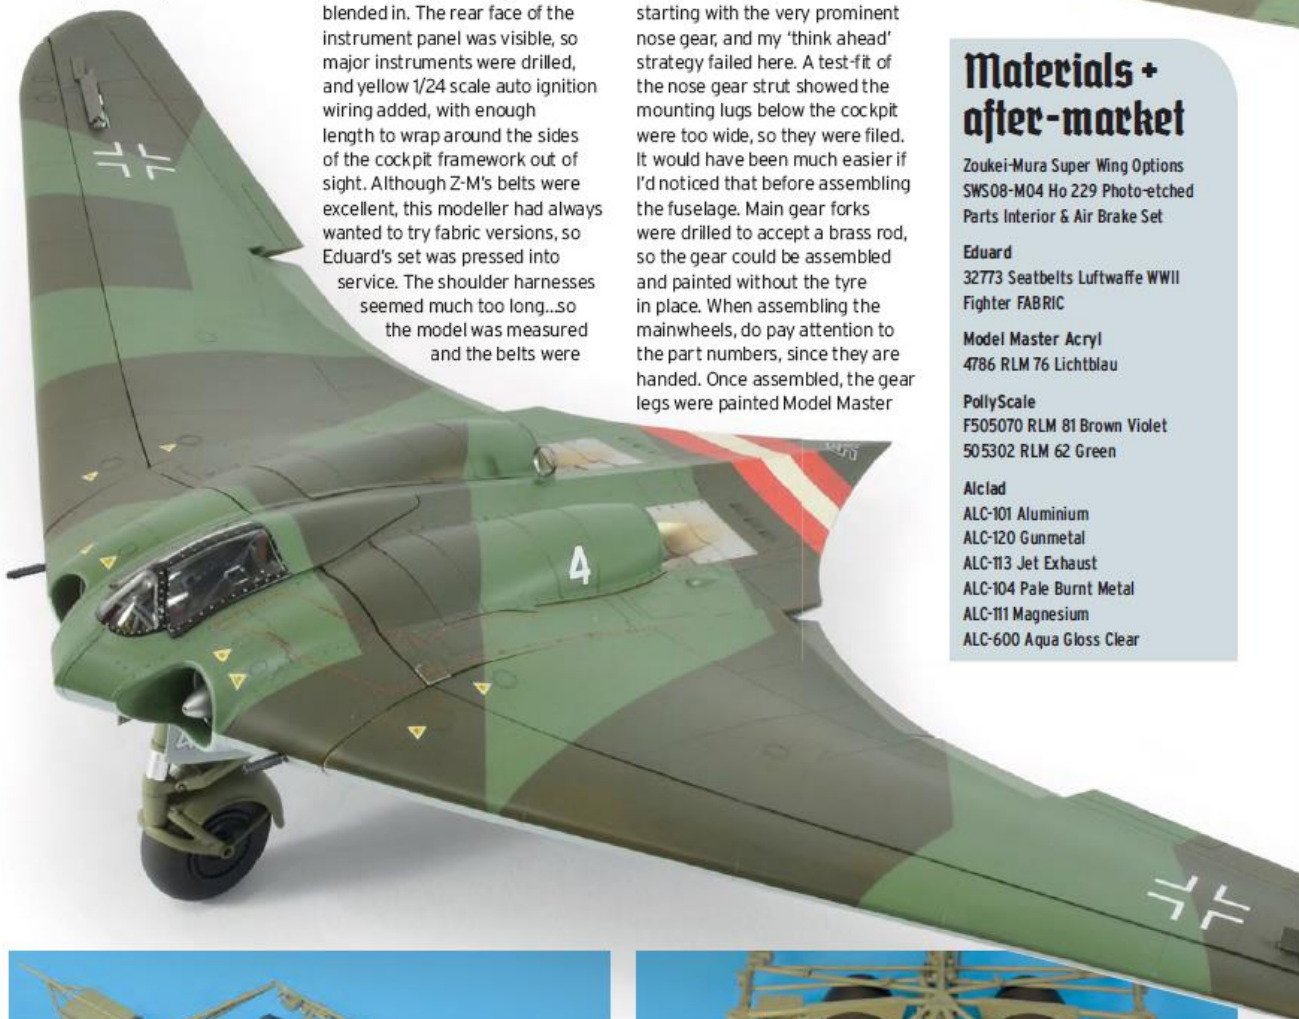 blended in. The rear face of the
instrument panel was visible, so
major instruments were drilled,
and yellow 1/24 scale auto ignition
wiring added, with enough
length to wrap around the sides
of the cockpit framework out of
sight. Although Z-M's belts were
excellent, this modeller had always
wanted to try fabric versions, so
Eduard's set was pressed into
service. The shoulder harnesses
seemed much too long...so
the model was measured
and the belts were
starting with the very prominent
nose gear, and my 'think ahead'
strategy failed here. A test-fit of
the nose gear strut showed the
mounting lugs below the cockpit
were too wide, so they were filed.
It would have been much easier if
I'd noticed that before assembling
the fuselage. Main gear forks
were drilled to accept a brass rod,
so the gear could be assembled
and painted without the tyre
in place. When assembling the
mainwheels, do pay attention to
the part numbers, since they are
handed. Once assembled, the gear
legs were painted Model Master
Materials +
after-market
Zoukei-Mura Super Wing Options
SWS08-M04 Ho 229 Photo-etched
Parts Interior & Air Brake Set
Eduard
32773 Seatbelts Luftwaffe WWII
Fighter FABRIC
Model Master Acryl
4786 RLM 76 Lichtblau
PollyScale
F505070 RLM 81 Brown Violet
505302 RLM 62 Green
Alclad
ALC-101 Aluminium
ALC-120 Gunmetal
ALC-113 Jet Exhaust
ALC-104 Pale Burnt Metal
ALC-111 Magnesium
ALC-600 Aqua Gloss Clear
4
4